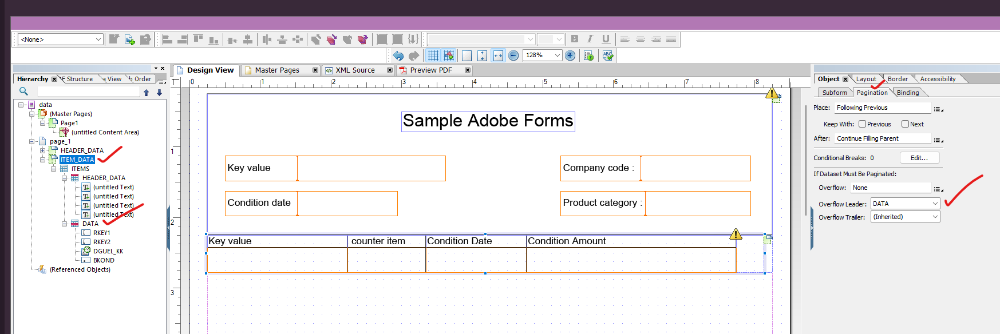 <None>
B I U
128%
ABC
Hierarchy
F Structure
a View
b Order
Design View
Master Pages
XML Source
Preview PDF
Object
Layout
Border
Accessibility
Subform
Pagination
Binding
0 1 2 3 4 5 6 7 8
1
2
3
data
(Master Pages)
Page1
(untitled Content Area)
page_1
HEADER_DATA
ITEM_DATA
ITEMS
HEADER_DATA
(untitled Text)
(untitled Text)
(untitled Text)
(untitled Text)
DATA
RKEY1
RKEY2
DGUEL_KK
BKOND
(Referenced Objects)
Sample Adobe Forms
Key value
Company code :
Condition date
Product category :
Key value counter item Condition Date Condition Amount
Place: Following Previous
Keep With: Previous Next
After: Continue Filling Parent
Conditional Breaks: 0 Edit...
If Dataset Must Be Paginated:
Overflow: None
Overflow Leader: DATA
Overflow Trailer: (Inherited)